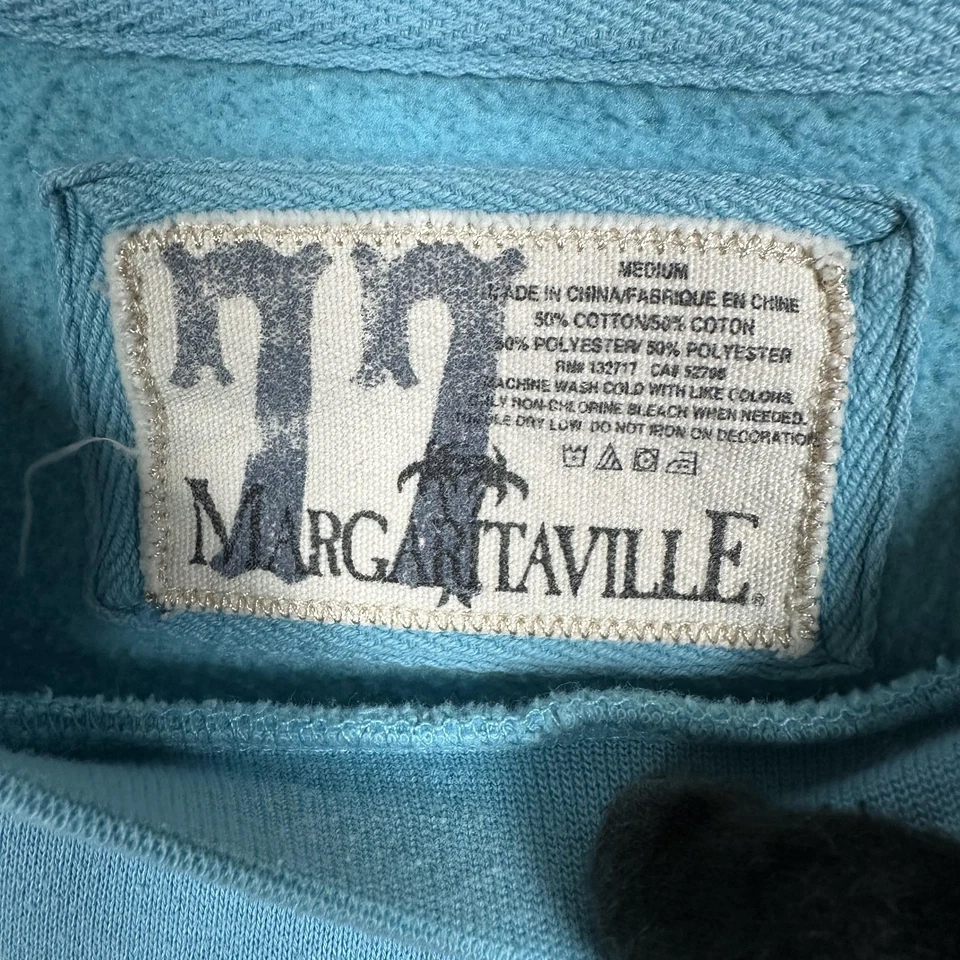 77
MEDIUM
MADE IN CHINA/FABRIQUE EN CHINE
50% COTTON/50% COTON
50% POLYESTER/ 50% POLYESTER
RN# 132717 CA# 52798
MACHINE WASH COLD WITH LIKE COLORS.
ONLY NON-CHLORINE BLEACH WHEN NEEDED.
TUMBLE DRY LOW. DO NOT IRON ON DECORATION
MARGARITAVILLE®